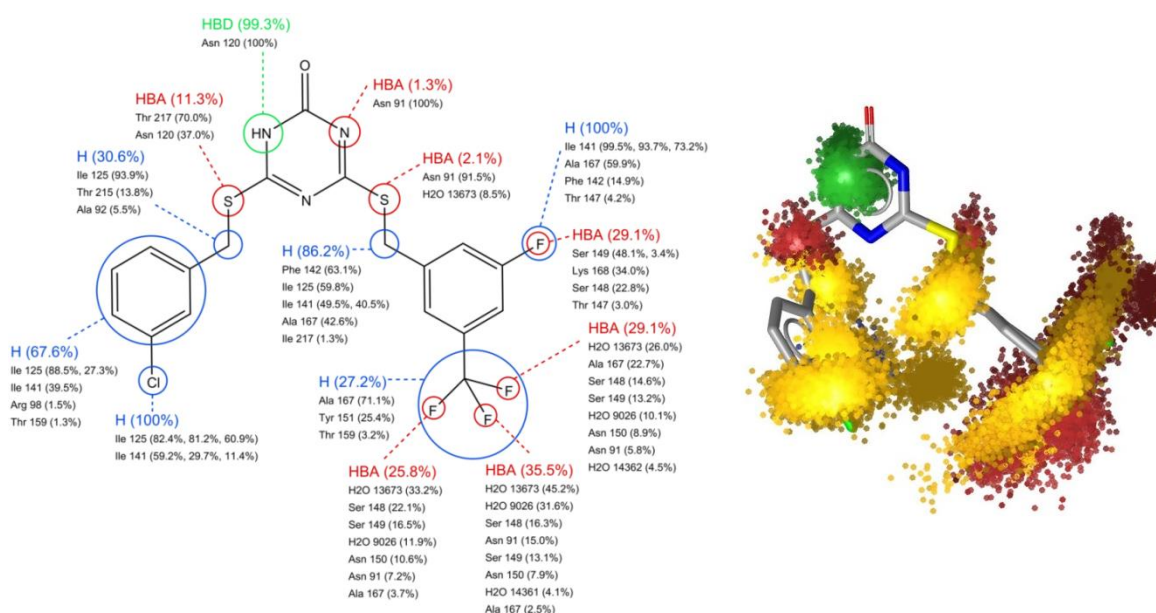 HBD (99.3%)
Asn 120 (100%)
O
HBA (11.3%)
Thr 217 (70.0%)
Asn 120 (37.0%)
HBA (1.3%)
Asn 91 (100%)
HN
N
N
S
S
H (30.6%)
Ile 125 (93.9%)
Thr 215 (13.8%)
Ala 92 (5.5%)
HBA (2.1%)
Asn 91 (91.5%)
H2O 13673 (8.5%)
H (100%)
Ile 141 (99.5%, 93.7%, 73.2%)
Ala 167 (59.9%)
Phe 142 (14.9%)
Thr 147 (4.2%)
F
HBA (29.1%)
Ser 149 (48.1%, 3.4%)
Lys 168 (34.0%)
Ser 148 (22.8%)
Thr 147 (3.0%)
H (86.2%)
Phe 142 (63.1%)
Ile 125 (59.8%)
Ile 141 (49.5%, 40.5%)
Ala 167 (42.6%)
Ile 217 (1.3%)
H (67.6%)
Ile 125 (88.5%, 27.3%)
Ile 141 (39.5%)
Arg 98 (1.5%)
Thr 159 (1.3%)
Cl
H (100%)
Ile 125 (82.4%, 81.2%, 60.9%)
Ile 141 (59.2%, 29.7%, 11.4%)
H (27.2%)
Ala 167 (71.1%)
Tyr 151 (25.4%)
Thr 159 (3.2%)
F
F
F
HBA (29.1%)
H2O 13673 (26.0%)
Ala 167 (22.7%)
Ser 148 (14.6%)
Ser 149 (13.2%)
H2O 9026 (10.1%)
Asn 150 (8.9%)
Asn 91 (5.8%)
H2O 14362 (4.5%)
HBA (25.8%)
H2O 13673 (33.2%)
Ser 148 (22.1%)
Ser 149 (16.5%)
H2O 9026 (11.9%)
Asn 150 (10.6%)
Asn 91 (7.2%)
Ala 167 (3.7%)
HBA (35.5%)
H2O 13673 (45.2%)
H2O 9026 (31.6%)
Ser 148 (16.3%)
Asn 91 (15.0%)
Ser 149 (13.1%)
Asn 150 (7.9%)
H2O 14361 (4.1%)
Ala 167 (2.5%)